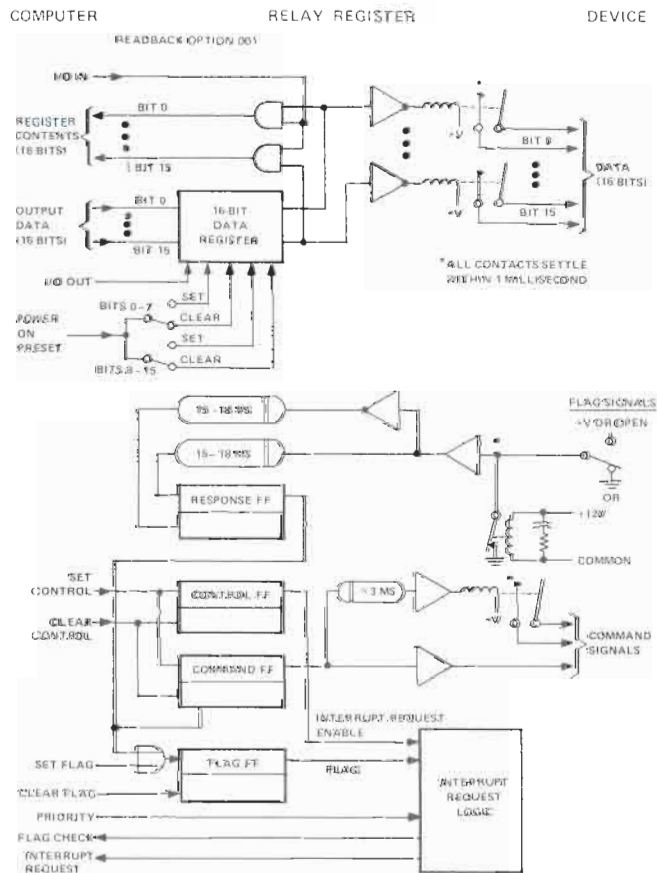 COMPUTER
RELAY REGISTER
DEVICE
READBACK OPTION 001
I/O IN
BIT 0
REGISTER
CONTENTS
(16 BITS)
BIT 15
+V
BIT 0
DATA
(16 BITS)
BIT 0
OUTPUT
DATA
(16 BITS)
BIT 15
16-BIT
DATA
REGISTER
+V
BIT 15
I/O OUT
*ALL CONTACTS SETTLE
WITHIN 1 MILLISECOND
SET
BITS 0-7
CLEAR
POWER
ON
PRESET
SET
CLEAR
BITS 8-15
15-18 MS
15-18 MS
FLAG SIGNALS
+V OR OPEN
OR
+12V
COMMON
RESPONSE FF
SET
CONTROL
CLEAR
CONTROL
CONTROL FF
COMMAND FF
3 MS
+V
COMMAND
SIGNALS
INTERRUPT REQUEST
ENABLE
SET FLAG
FLAG FF
FLAG
CLEAR FLAG
INTERRUPT
REQUEST
LOGIC
PRIORITY
FLAG CHECK
INTERRUPT
REQUEST